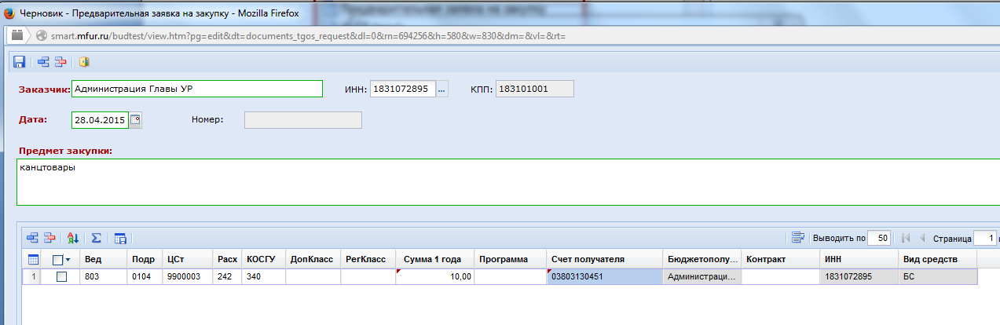 Черновик - Предварительная заявка на закупку - Mozilla Firefox
smart.mfur.ru/budtest/view.htm?pg=edit&dt=documents_tgos_request&dl=0&rn=694256&h=580&w=830&dm=&vl=&rt=
Заказчик: Администрация Главы УР ИНН: 1831072895 ... КПП: 183101001
Дата: 28.04.2015 Номер:
Предмет закупки:
канцтовары
Выводить по 50 Страница 1
Вед Подр ЦСт Расх КОСГУ ДопКласс РегКласс Сумма 1 года Программа Счет получателя Бюджетополу... Контракт ИНН Вид средств
1 803 0104 9900003 242 340 10,00 03803130451 Администраци... 1831072895 БС